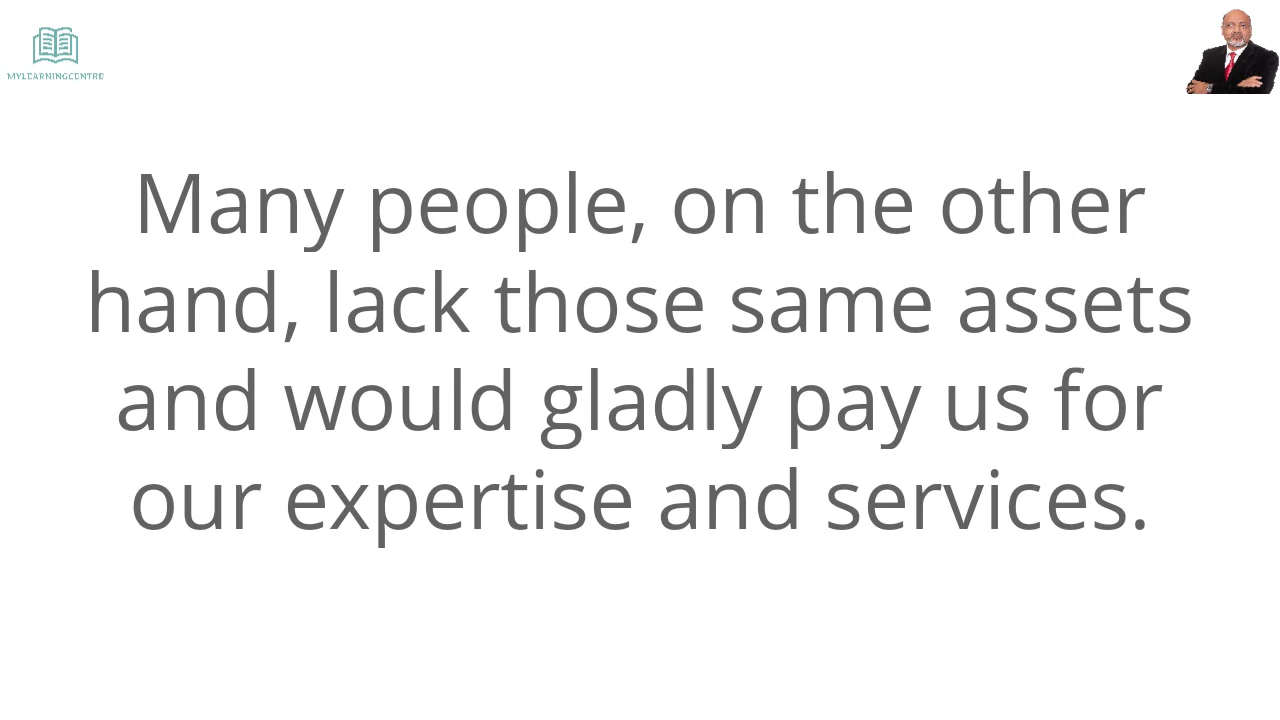 MYLEARNINGCENTRE
Many people, on the other
hand, lack those same assets
and would gladly pay us for
our expertise and services.